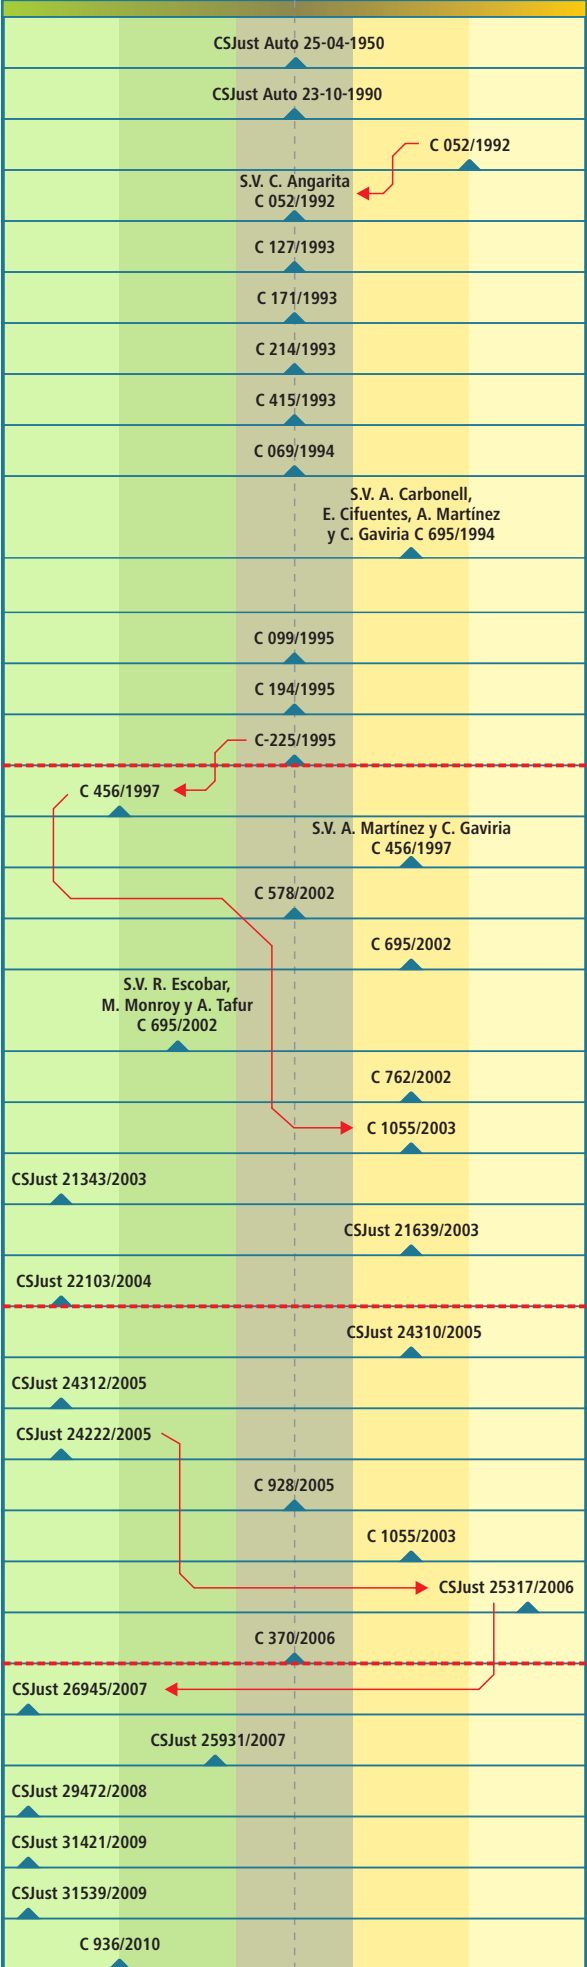 CSJust Auto 25-04-1950
CSJust Auto 23-10-1990
C 052/1992
S.V. C. Angarita
C 052/1992
C 127/1993
C 171/1993
C 214/1993
C 415/1993
C 069/1994
S.V. A. Carbonell,
E. Cifuentes, A. Martínez
y C. Gaviria C 695/1994
C 099/1995
C 194/1995
C-225/1995
C 456/1997
S.V. A. Martínez y C. Gaviria
C 456/1997
C 578/2002
C 695/2002
S.V. R. Escobar,
M. Monroy y A. Tafur
C 695/2002
C 762/2002
C 1055/2003
CSJust 21343/2003
CSJust 21639/2003
CSJust 22103/2004
CSJust 24310/2005
CSJust 24312/2005
CSJust 24222/2005
C 928/2005
C 1055/2003
CSJust 25317/2006
C 370/2006
CSJust 26945/2007
CSJust 25931/2007
CSJust 29472/2008
CSJust 31421/2009
CSJust 31539/2009
C 936/2010